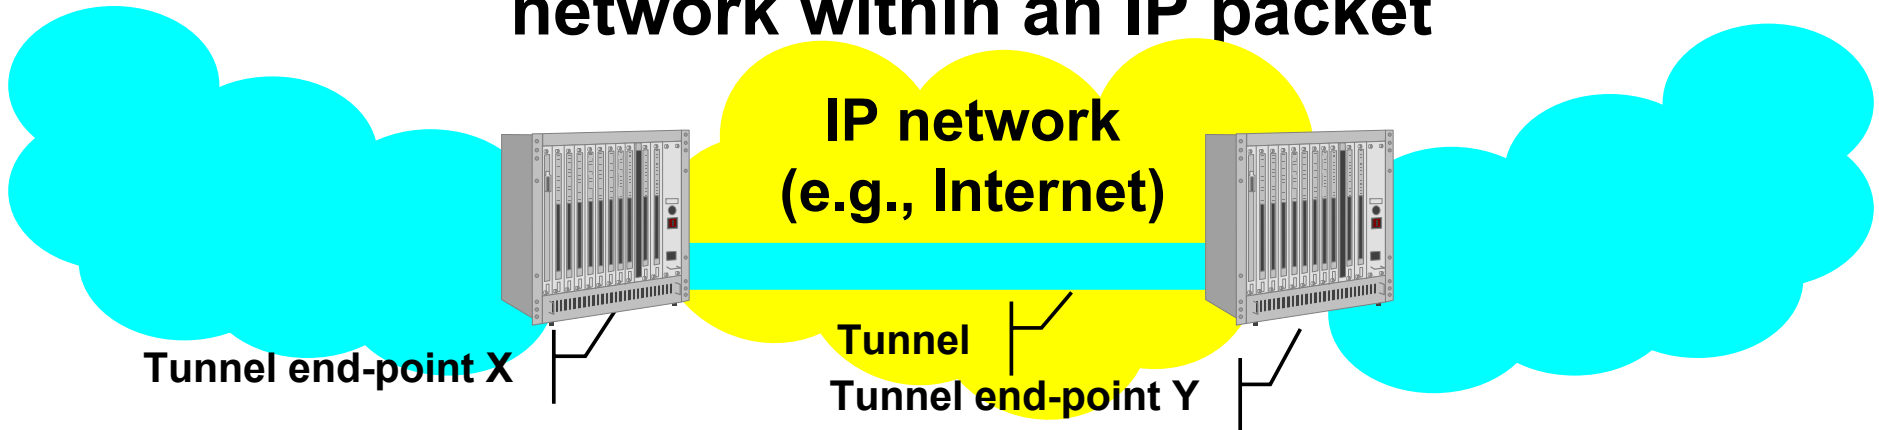 network within an IP packet
IP network
(e.g., Internet)
Tunnel
Tunnel end-point X
Tunnel end-point Y